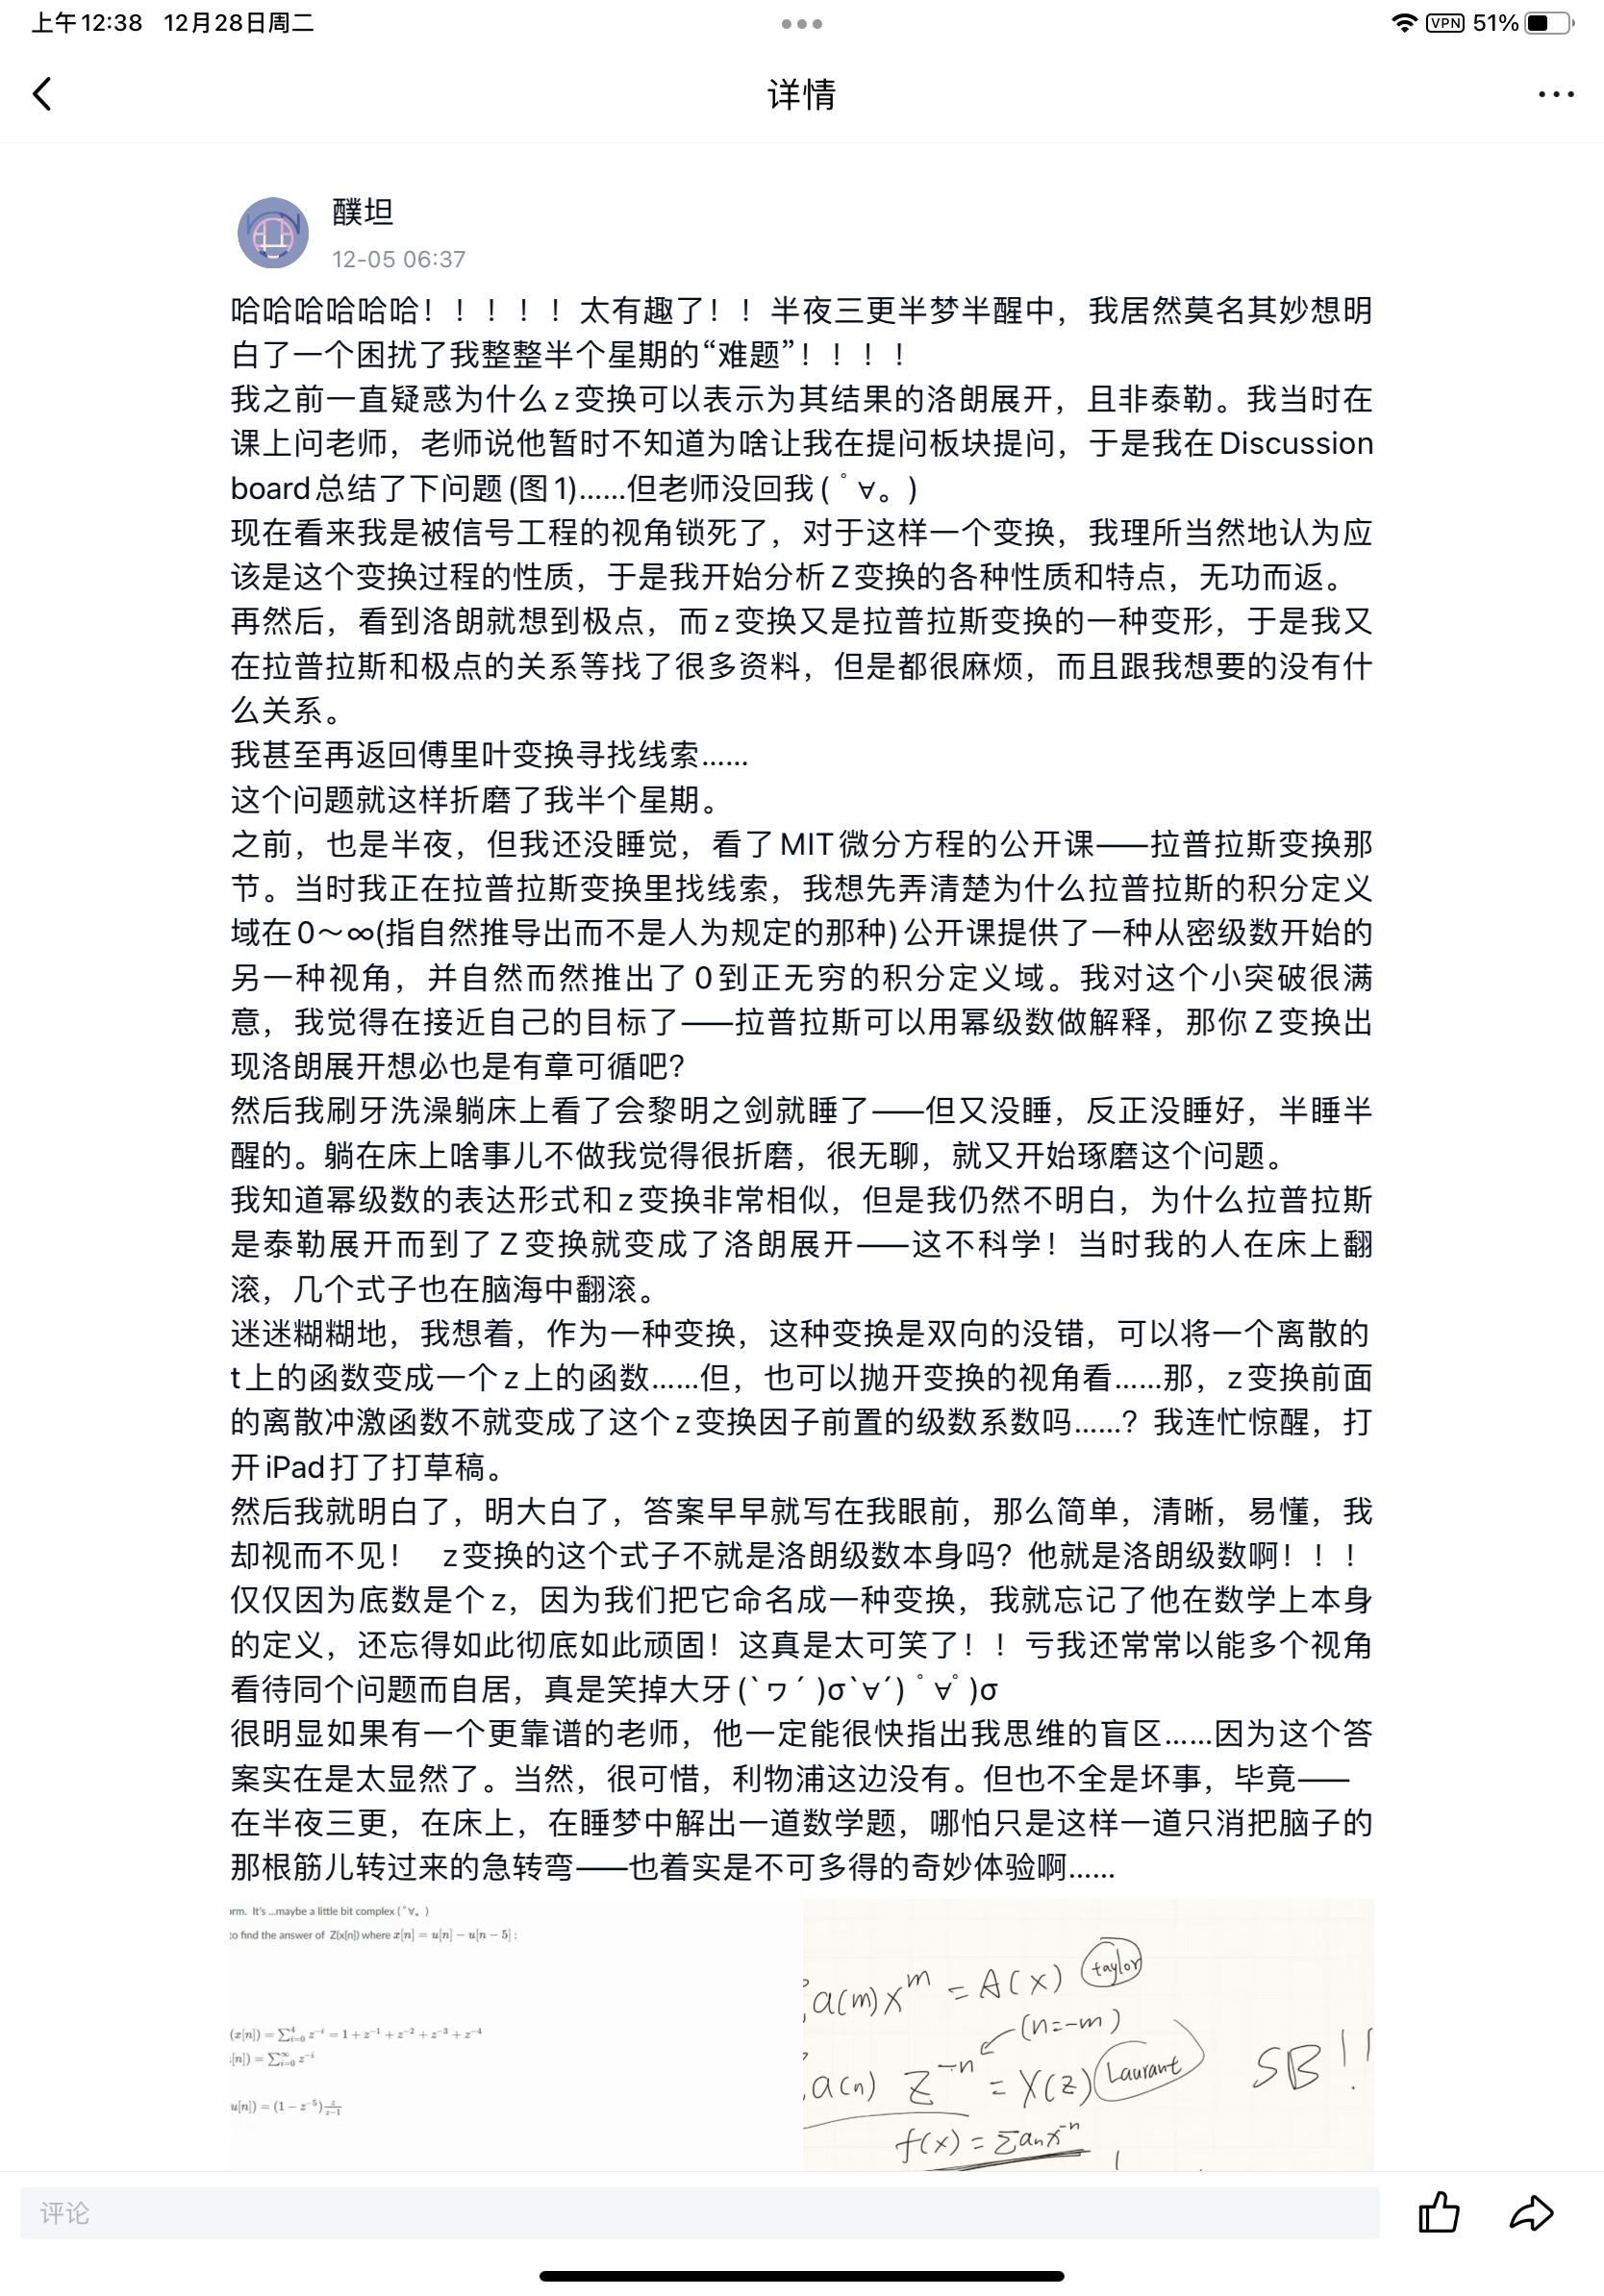 上午12:38 12月28日周二
VPN 51%
详情
醭坦
12-05 06:37
哈哈哈哈哈哈！！！！！太有趣了！！半夜三更半梦半醒中，我居然莫名其妙想明
白了一个困扰了我整整半个星期的“难题”！！！！
我之前一直疑惑为什么z变换可以表示为其结果的洛朗展开，且非泰勒。我当时在
课上问老师，老师说他暂时不知道为啥让我在提问板块提问，于是我在Discussion
board总结了下问题(图1)......但老师没回我( ﾟ∀。)
现在看来我是被信号工程的视角锁死了，对于这样一个变换，我理所当然地认为应
该是这个变换过程的性质，于是我开始分析Z变换的各种性质和特点，无功而返。
再然后，看到洛朗就想到极点，而z变换又是拉普拉斯变换的一种变形，于是我又
在拉普拉斯和极点的关系等找了很多资料，但是都很麻烦，而且跟我想要的没有什
么关系。
我甚至再返回傅里叶变换寻找线索......
这个问题就这样折磨了我半个星期。
之前，也是半夜，但我还没睡觉，看了MIT微分方程的公开课——拉普拉斯变换那
节。当时我正在拉普拉斯变换里找线索，我想先弄清楚为什么拉普拉斯的积分定义
域在0～∞(指自然推导出而不是人为规定的那种)公开课提供了一种从密级数开始的
另一种视角，并自然而然推出了0到正无穷的积分定义域。我对这个小突破很满
意，我觉得在接近自己的目标了——拉普拉斯可以用幂级数做解释，那你Z变换出
现洛朗展开想必也是有章可循吧？
然后我刷牙洗澡躺床上看了会黎明之剑就睡了——但又没睡，反正没睡好，半睡半
醒的。躺在床上啥事儿不做我觉得很折磨，很无聊，就又开始琢磨这个问题。
我知道幂级数的表达形式和z变换非常相似，但是我仍然不明白，为什么拉普拉斯
是泰勒展开而到了Z变换就变成了洛朗展开——这不科学！当时我的人在床上翻
滚，几个式子也在脑海中翻滚。
迷迷糊糊地，我想着，作为一种变换，这种变换是双向的没错，可以将一个离散的
t上的函数变成一个z上的函数......但，也可以抛开变换的视角看......那，z变换前面
的离散冲激函数不就变成了这个z变换因子前置的级数系数吗......？我连忙惊醒，打
开iPad打了打草稿。
然后我就明白了，明大白了，答案早早就写在我眼前，那么简单，清晰，易懂，我
却视而不见！ z变换的这个式子不就是洛朗级数本身吗？他就是洛朗级数啊！！！
仅仅因为底数是个z，因为我们把它命名成一种变换，我就忘记了他在数学上本身
的定义，还忘得如此彻底如此顽固！这真是太可笑了！！亏我还常常以能多个视角
看待同个问题而自居，真是笑掉大牙(`ヮ´ )σ`∀´) ﾟ∀ﾟ)σ
很明显如果有一个更靠谱的老师，他一定能很快指出我思维的盲区......因为这个答
案实在是太显然了。当然，很可惜，利物浦这边没有。但也不全是坏事，毕竟——
在半夜三更，在床上，在睡梦中解出一道数学题，哪怕只是这样一道只消把脑子的
那根筋儿转过来的急转弯——也着实是不可多得的奇妙体验啊......
rm. It's ...maybe a little bit complex ( ﾟ∀。)
to find the answer of Z(x[n]) where x[n] = u[n] − u[n − 5] :
(x[n]) = ∑_{i=0}^{4} z^{-i} = 1 + z^{-1} + z^{-2} + z^{-3} + z^{-4}
[n]) = ∑_{i=0}^{∞} z^{-i}
u[n]) = (1 − z^{-5}) z/(z−1)
a(m)x^m = A(x) taylor
(n=-m)
a(n) z^{-n} = X(z) Laurant SB!!
f(x) = Σa_n x^{-n}
评论